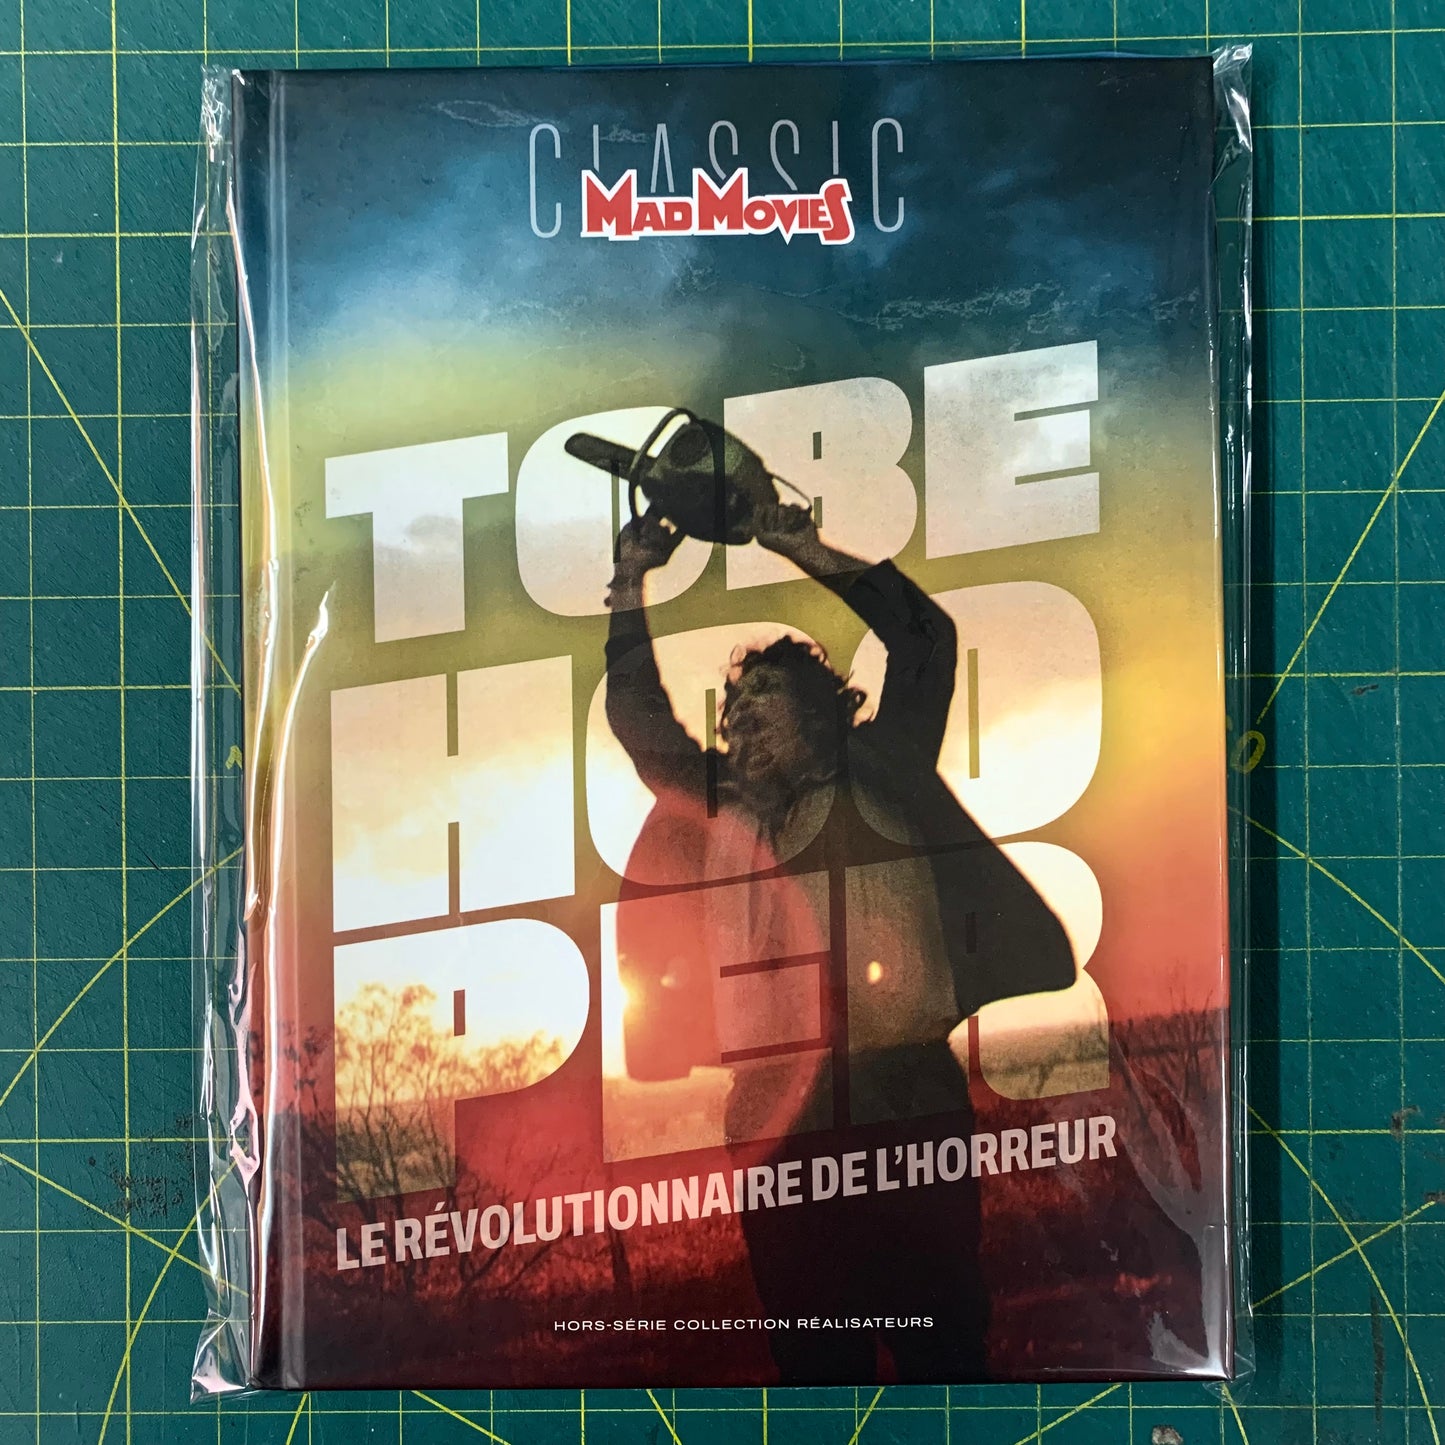 CLASSIC
MAD MOVIES
TOBE
HOO
PER
LE RÉVOLUTIONNAIRE DE L'HORREUR
HORS-SÉRIE COLLECTION RÉALISATEURS